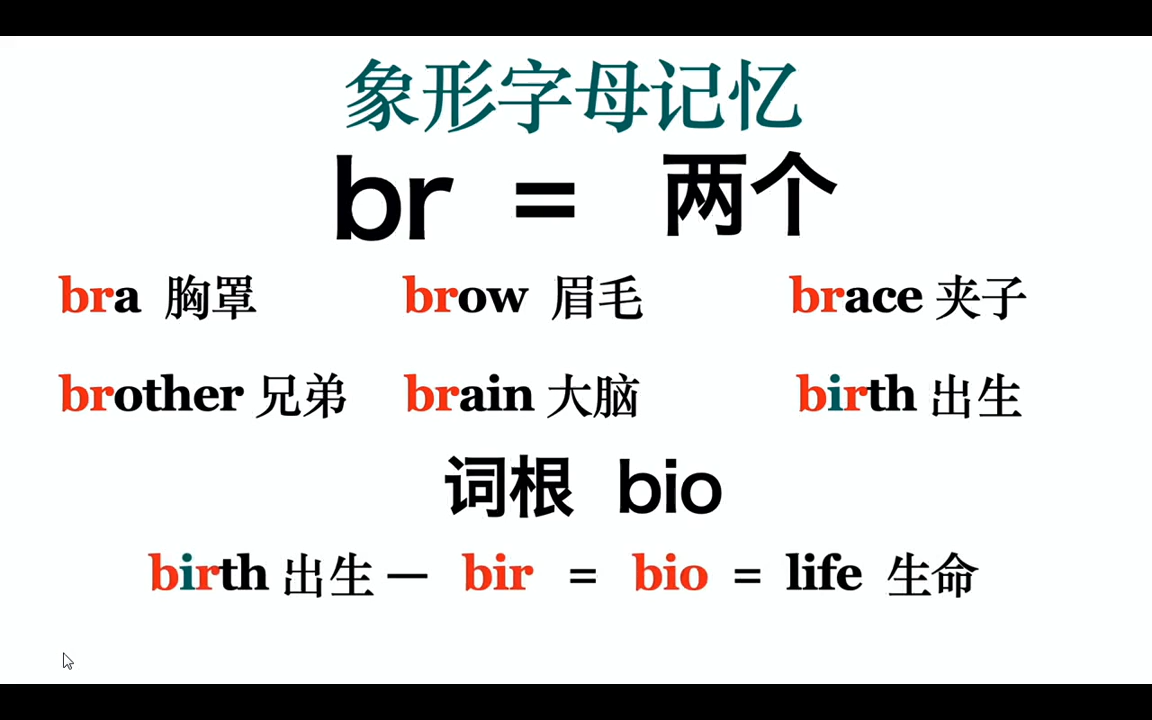 象形字母记忆
br = 两个
bra 胸罩 brow 眉毛 brace 夹子
brother 兄弟 brain 大脑 birth 出生
词根 bio
birth 出生 — bir = bio = life 生命